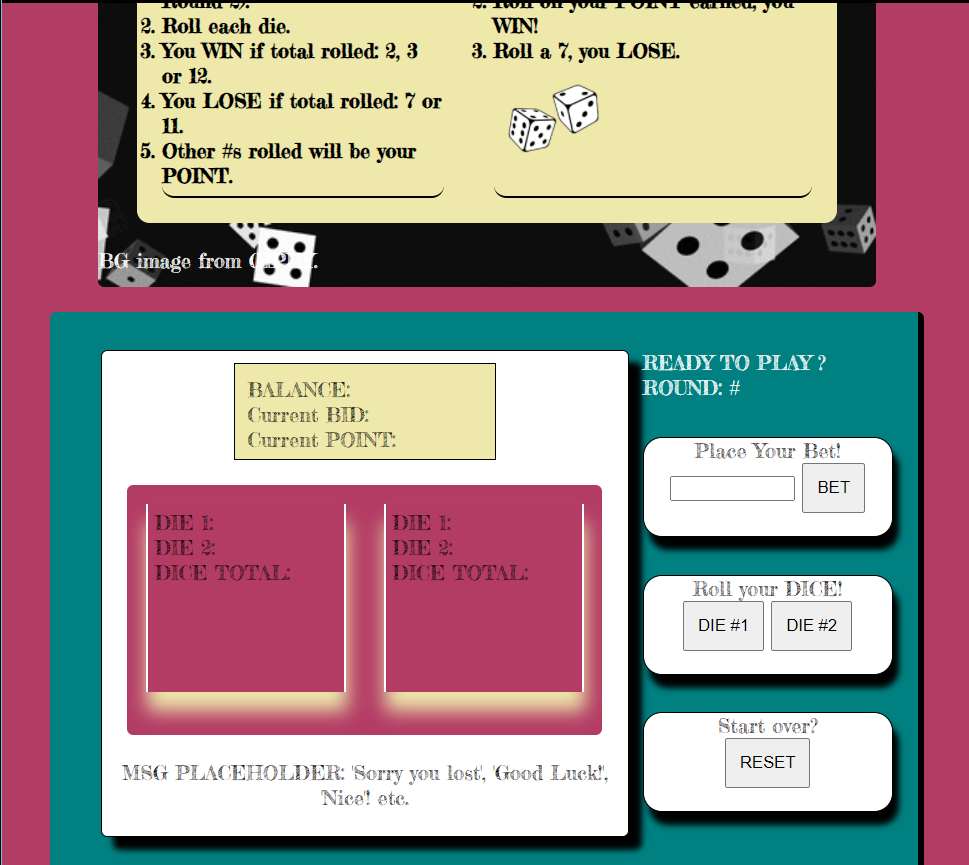 Round 2).
2. Roll each die.
3. You WIN if total rolled: 2, 3
or 12.
4. You LOSE if total rolled: 7 or
11.
5. Other #s rolled will be your
POINT.
2. Roll on your POINT earned, you
WIN!
3. Roll a 7, you LOSE.
BG image from
READY TO PLAY ?
ROUND: #
BALANCE:
Current BID:
Current POINT:
DIE 1:
DIE 2:
DICE TOTAL:
DIE 1:
DIE 2:
DICE TOTAL:
MSG PLACEHOLDER: 'Sorry you lost', 'Good Luck!',
'Nice'! etc.
Place Your Bet!
BET
Roll your DICE!
DIE #1 DIE #2
Start over?
RESET